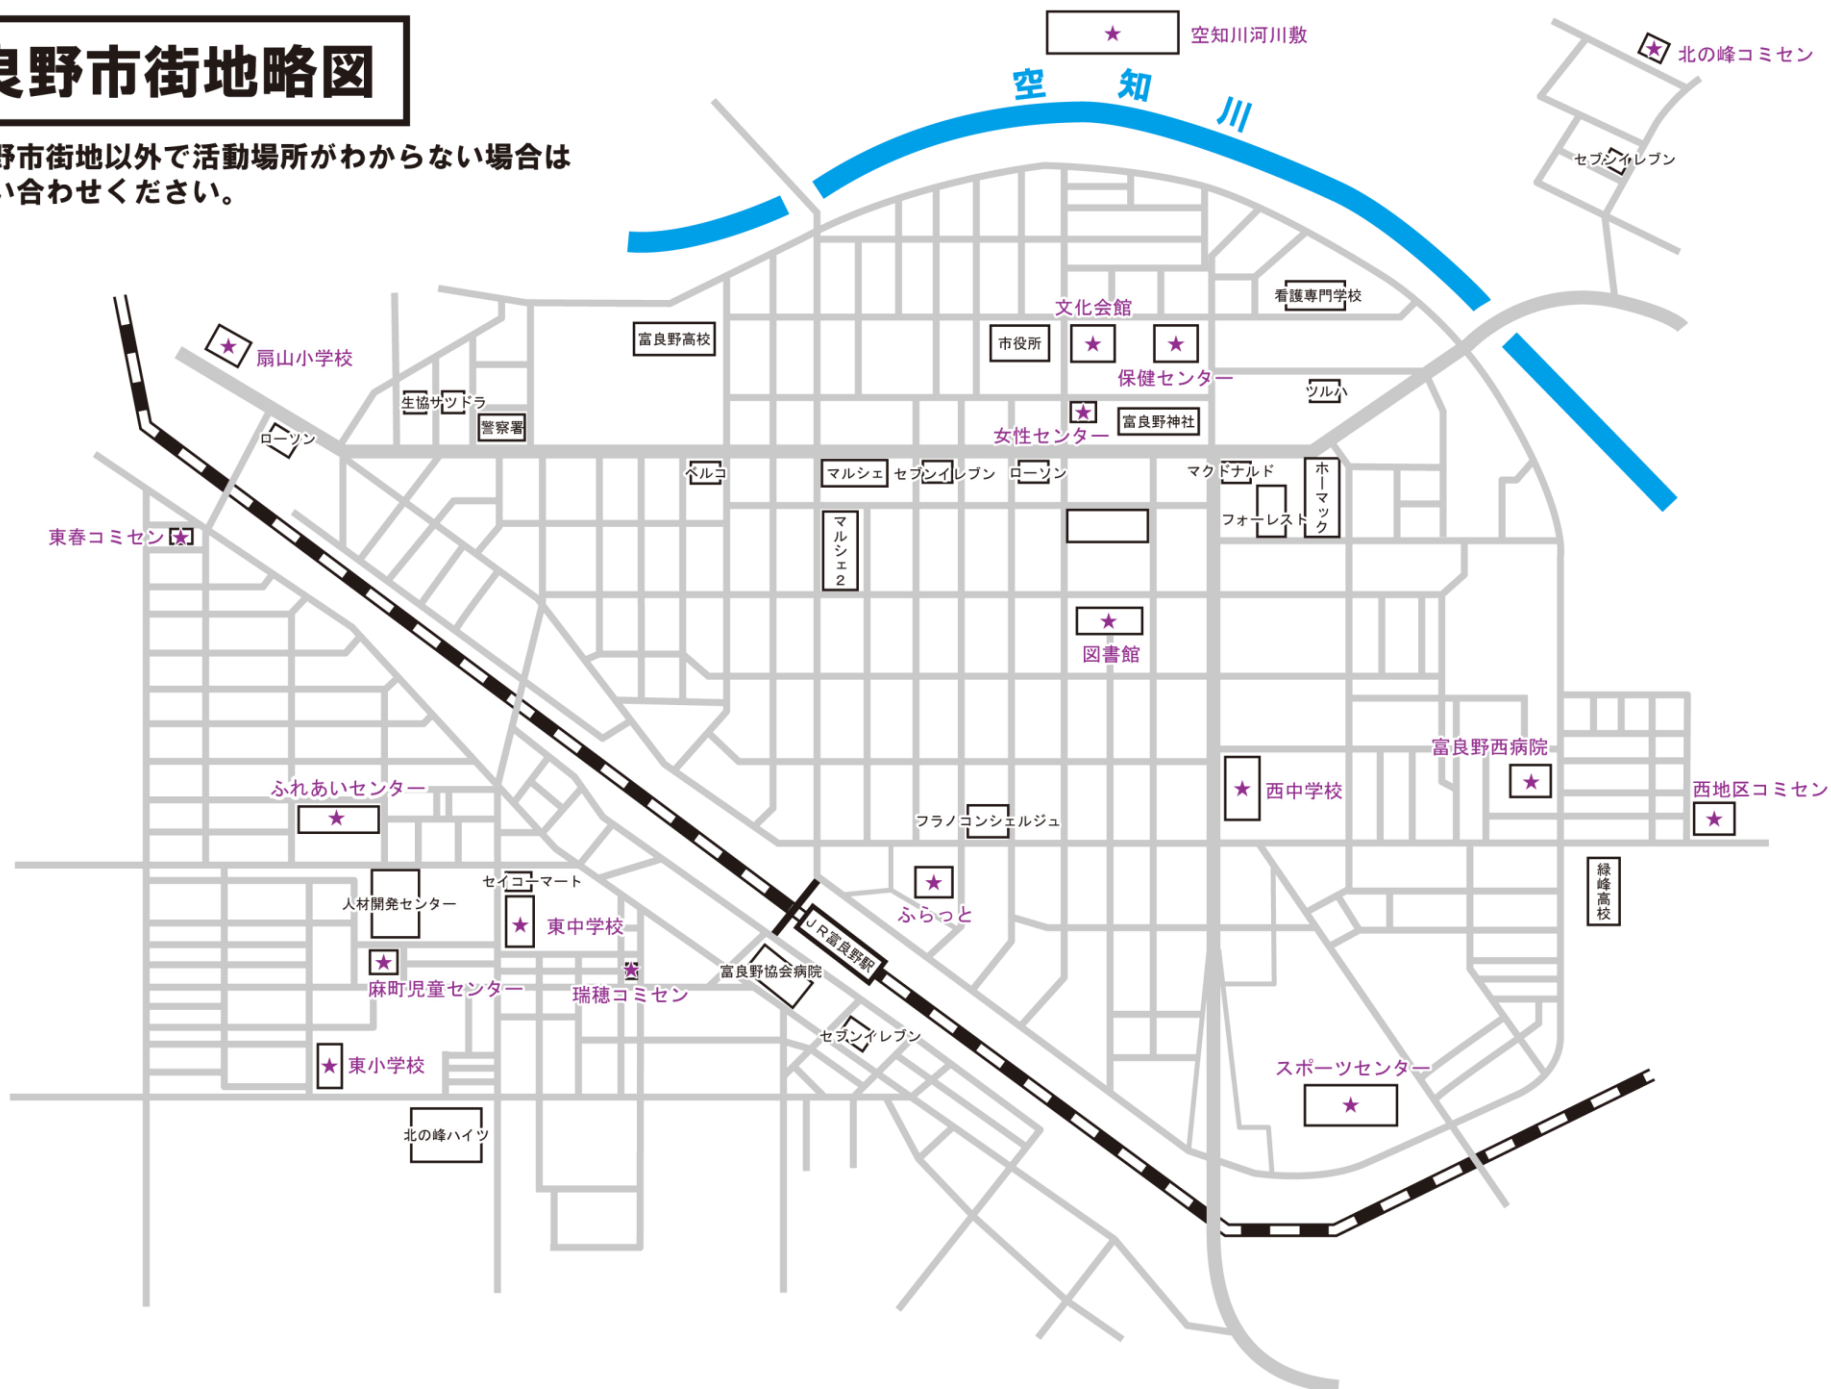 良野市街地略図
野市街地以外で活動場所がわからない場合は
い合わせください。
空知川河川敷
北の峰コミセン
空知川
セブンイレブン
看護専門学校
文化会館
富良野高校
市役所
扇山小学校
保健センター
ツルハ
生協
サツドラ
警察署
富良野神社
女性センター
ローソン
ベルコ
マルシェ
セブンイレブン
ローソン
マクドナルド
ホーマック
フォーレスト
マルシェ2
東春コミセン
図書館
富良野西病院
ふれあいセンター
西中学校
西地区コミセン
フラノコンシェルジュ
セイコーマート
人材開発センター
ふらっと
緑峰高校
東中学校
JR富良野駅
富良野協会病院
麻町児童センター
瑞穂コミセン
セブンイレブン
東小学校
スポーツセンター
北の峰ハイツ